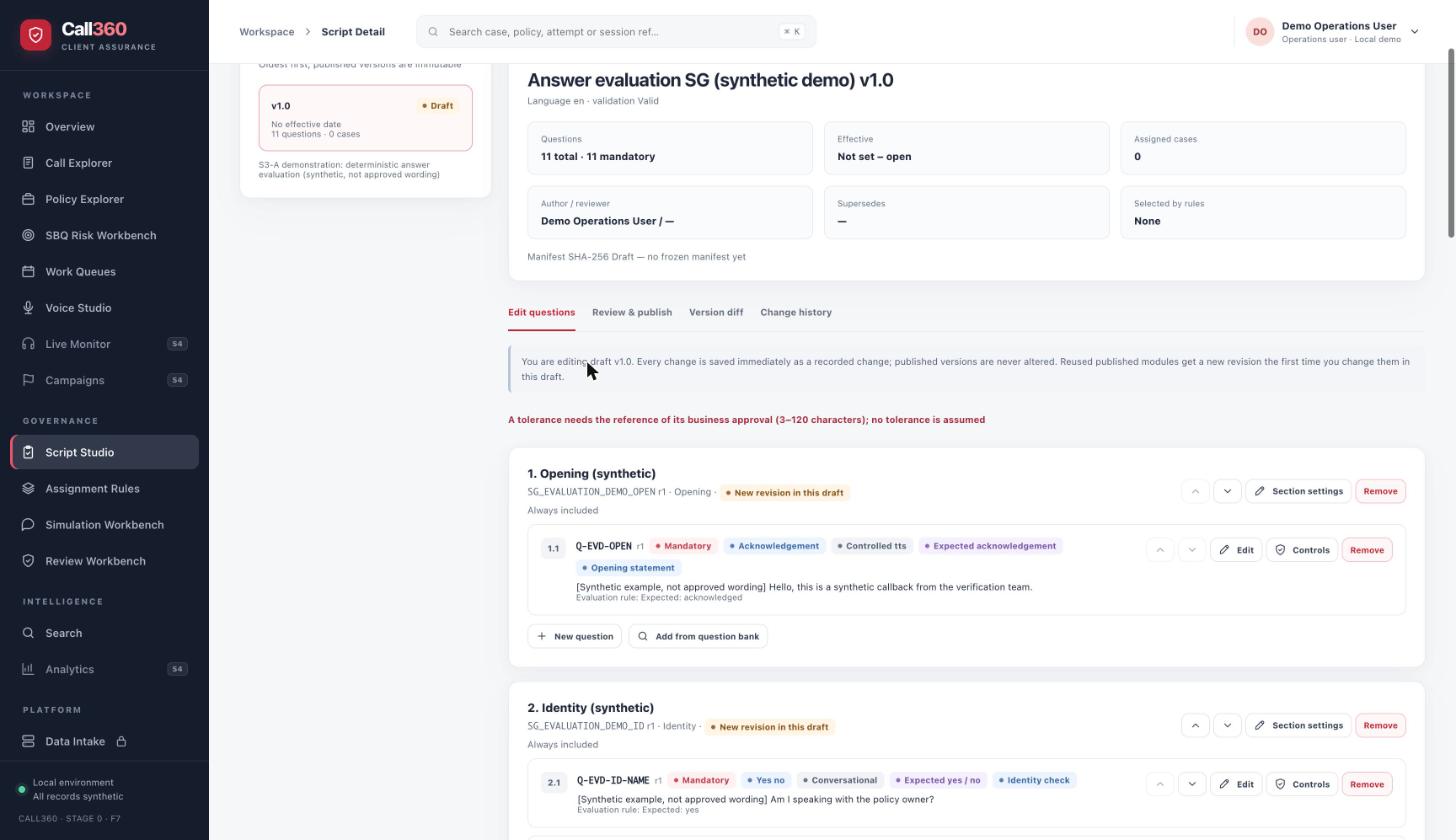 Call360
CLIENT ASSURANCE
WORKSPACE
Overview
Call Explorer
Policy Explorer
SBQ Risk Workbench
Work Queues
Voice Studio
Live Monitor S4
Campaigns S4
GOVERNANCE
Script Studio
Assignment Rules
Simulation Workbench
Review Workbench
INTELLIGENCE
Search
Analytics S4
PLATFORM
Data Intake
Local environment
All records synthetic
CALL360 · STAGE 0 · F7
Workspace > Script Detail
Search case, policy, attempt or session ref...
⌘ K
DO
Demo Operations User
Operations user · Local demo
Oldest first, published versions are immutable
v1.0 Draft
No effective date
11 questions · 0 cases
S3-A demonstration: deterministic answer
evaluation (synthetic, not approved wording)
Answer evaluation SG (synthetic demo) v1.0
Language en · validation Valid
Questions
11 total · 11 mandatory
Effective
Not set – open
Assigned cases
0
Author / reviewer
Demo Operations User / —
Supersedes
—
Selected by rules
None
Manifest SHA-256 Draft — no frozen manifest yet
Edit questions Review & publish Version diff Change history
You are editing draft v1.0. Every change is saved immediately as a recorded change; published versions are never altered. Reused published modules get a new revision the first time you change them in
this draft.
A tolerance needs the reference of its business approval (3–120 characters); no tolerance is assumed
1. Opening (synthetic)
SG_EVALUATION_DEMO_OPEN r1 · Opening · New revision in this draft
Always included
Section settings Remove
1.1 Q-EVD-OPEN r1 Mandatory Acknowledgement Controlled tts Expected acknowledgement
Opening statement
Edit Controls Remove
[Synthetic example, not approved wording] Hello, this is a synthetic callback from the verification team.
Evaluation rule: Expected: acknowledged
New question Add from question bank
2. Identity (synthetic)
SG_EVALUATION_DEMO_ID r1 · Identity · New revision in this draft
Always included
Section settings Remove
2.1 Q-EVD-ID-NAME r1 Mandatory Yes no Conversational Expected yes / no Identity check
Edit Controls Remove
[Synthetic example, not approved wording] Am I speaking with the policy owner?
Evaluation rule: Expected: yes